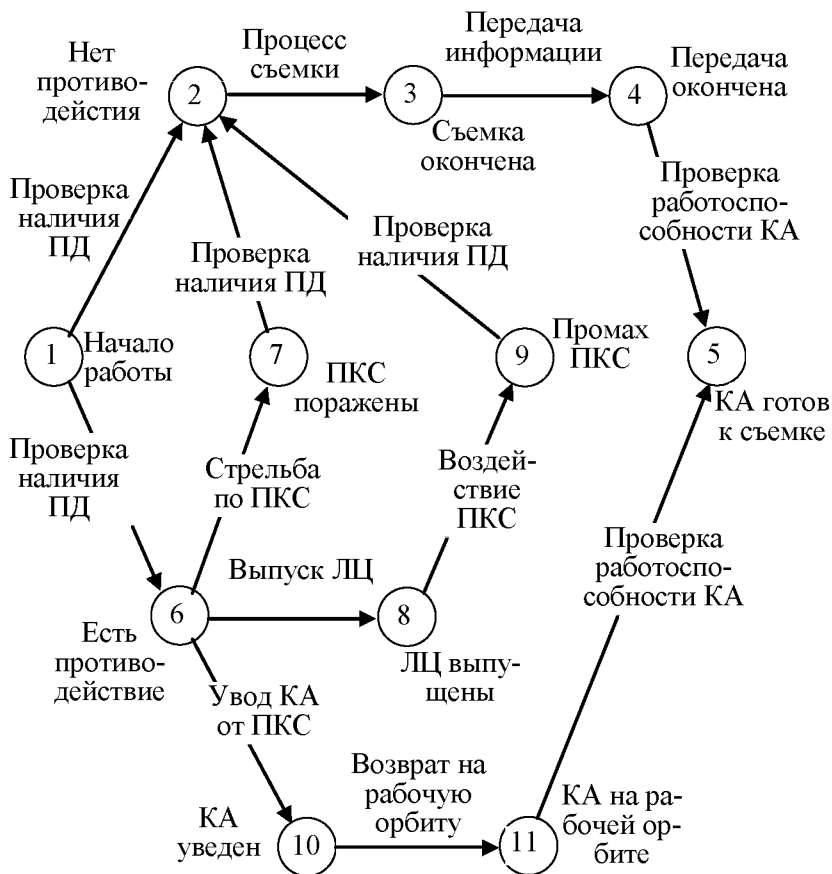 Нет
противо-
дейстия
2
Процесс
съемки
3
Съемка
окончена
Передача
информации
4
Передача
окончена
Проверка
наличия
ПД
Проверка
наличия ПД
Проверка
наличия ПД
Проверка
работоспо-
собности КА
1
Начало
работы
7
ПКС
поражены
9
Промах
ПКС
5
КА готов
к съемке
Проверка
наличия
ПД
Стрельба
по ПКС
Воздей-
ствие
ПКС
Проверка
работоспо-
собности КА
6
Есть
противо-
действие
Выпуск ЛЦ
8
ЛЦ выпу-
щены
Увод КА
от ПКС
КА
уведен
10
Возврат на
рабочую
орбиту
11
КА на ра-
бочей ор-
бите